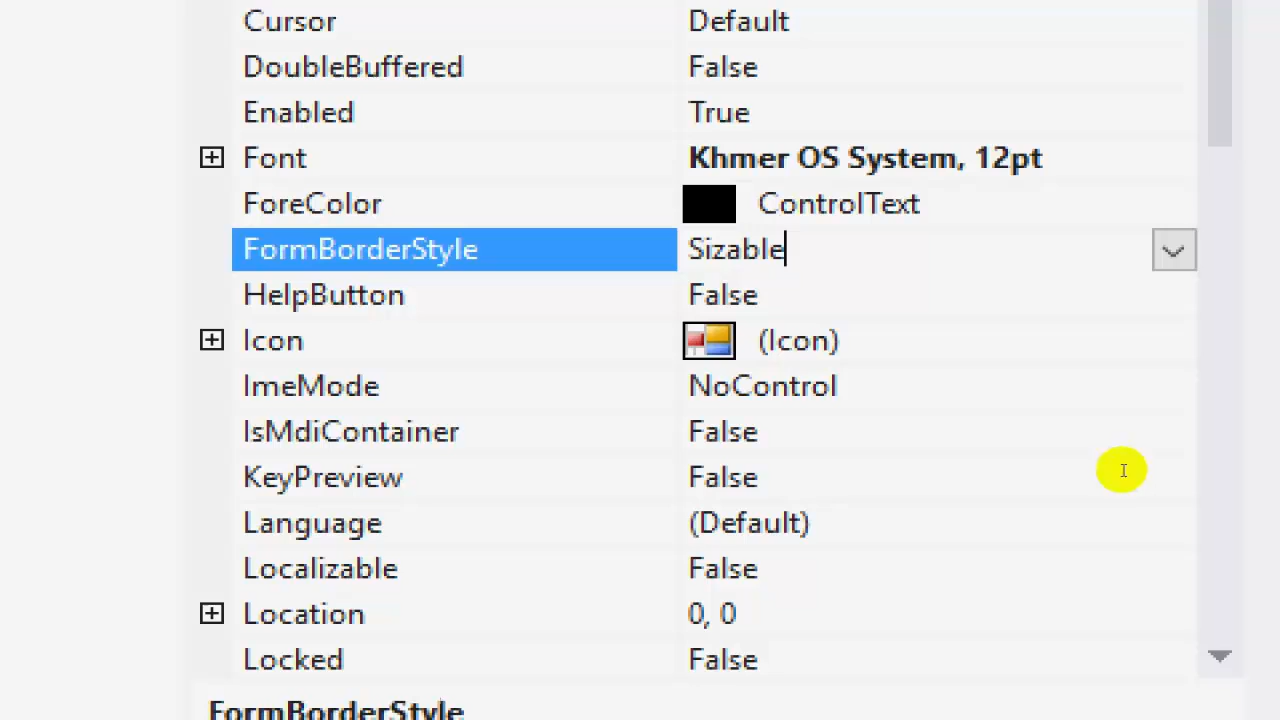 Cursor Default
DoubleBuffered False
Enabled True
Font Khmer OS System, 12pt
ForeColor ControlText
FormBorderStyle Sizable
HelpButton False
Icon (Icon)
ImeMode NoControl
IsMdiContainer False
KeyPreview False
Language (Default)
Localizable False
Location 0, 0
Locked False
FormBorderStyle